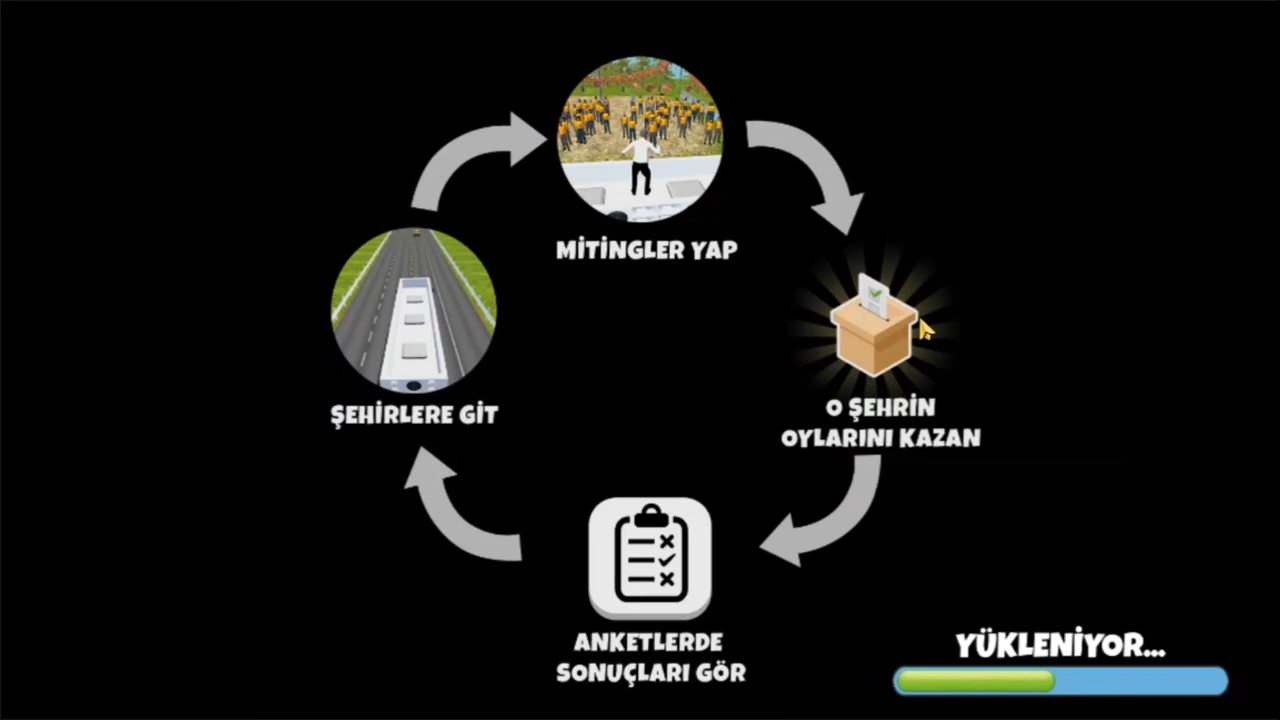 MİTİNGLER YAP
ŞEHİRLERE GİT
O ŞEHRİN
OYLARINI KAZAN
ANKETLERDE
SONUÇLARI GÖR
YÜKLENİYOR...